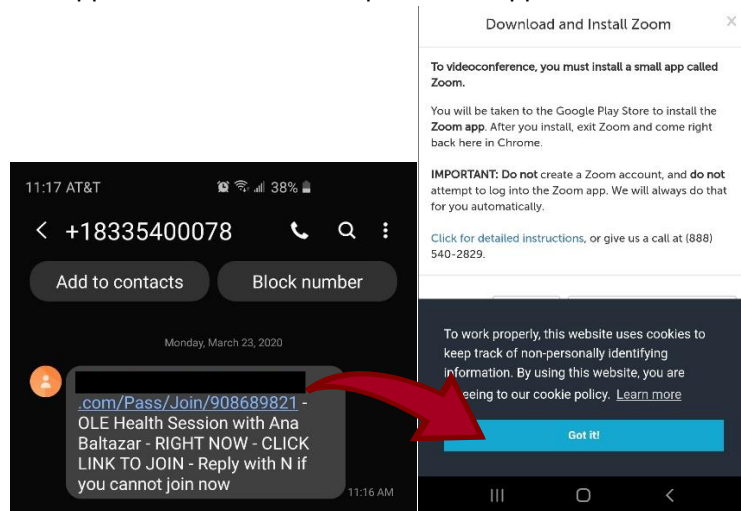 Download and Install Zoom
To videoconference, you must install a small app called
Zoom.
You will be taken to the Google Play Store to install the
Zoom app. After you install, exit Zoom and come right
back here in Chrome.
IMPORTANT: Do not create a Zoom account, and do not
attempt to log into the Zoom app. We will always do that
for you automatically.
Click for detailed instructions, or give us a call at (888)
540-2829.
11:17 AT&T 38%
+18335400078
Add to contacts Block number
Monday, March 23, 2020
.com/Pass/Join/908689821 -
OLE Health Session with Ana
Baltazar - RIGHT NOW - CLICK
LINK TO JOIN - Reply with N if
you cannot join now
11:16 AM
To work properly, this website uses cookies to
keep track of non-personally identifying
information. By using this website, you are
eeing to our cookie policy. Learn more
Got it!